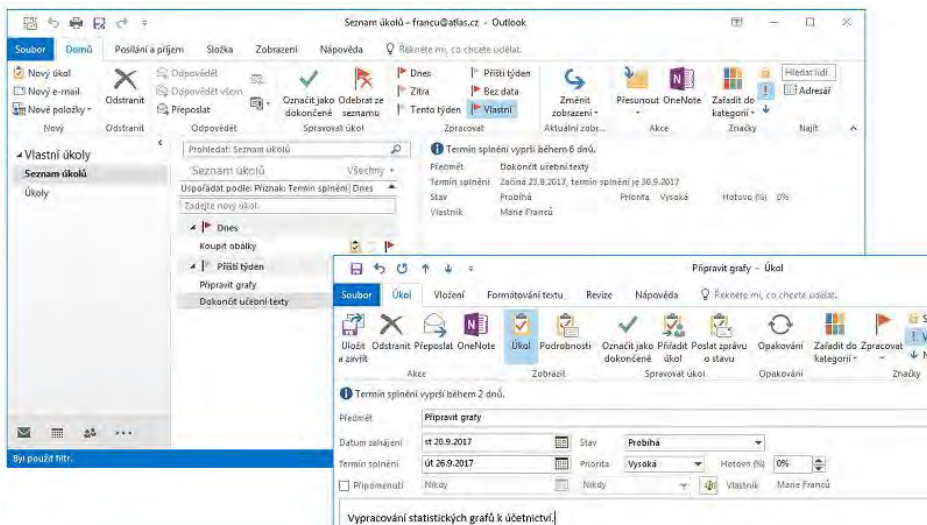 Seznam úkolů - francu@atlas.cz - Outlook
Soubor Domů Posílání a příjem Složka Zobrazení Nápověda Řekněte mi, co chcete udělat.
Nový úkol
Nový e-mail
Nové položky
Nový
Odstranit
Odstranit
Odpovědět
Odpovědět všem
Přeposlat
Odpovědět
Označit jako dokončené
Odebrat ze seznamu
Spravovat úkol
Dnes
Zítra
Tento týden
Příští týden
Bez data
Vlastní
Zpracovat
Změnit zobrazení
Aktuální zobr...
Přesunout
OneNote
Akce
Zařadit do kategorií
Značky
Hledat lidi
Adresář
Najít
Vlastní úkoly
Seznam úkolů
Úkoly
Prohledat: Seznam úkolů
Seznam úkolů Všechny
Uspořádat podle: Příznak: Termín splnění Dnes
Zadejte nový úkol.
Dnes
Koupit obálky
Příští týden
Připravit grafy
Dokončit učební texty
Termín splnění vyprší během 6 dnů.
Předmět Dokončit učební texty
Termín splnění Začíná 23.9.2017, termín splnění je 30.9.2017
Stav Probíhá Priorita Vysoká Hotovo (%) 0%
Vlastník Marie Franců
Byl použit filtr.
Připravit grafy - Úkol
Soubor Úkol Vložení Formátování textu Revize Nápověda Řekněte mi, co chcete udělat.
Uložit a zavřít
Odstranit
Přeposlat
OneNote
Akce
Úkol
Podrobnosti
Zobrazit
Označit jako dokončené
Přiřadit úkol
Poslat zprávu o stavu
Spravovat úkol
Opakování
Opakování
Zařadit do kategorií
Zpracovat
S
V
N
Značky
Termín splnění vyprší během 2 dnů.
Předmět Připravit grafy
Datum zahájení st 20.9.2017 Stav Probíhá
Termín splnění út 26.9.2017 Priorita Vysoká Hotovo (%) 0%
Připomenutí Nikdy Nikdy Vlastník Marie Franců
Vypracování statistických grafů k účetnictví.